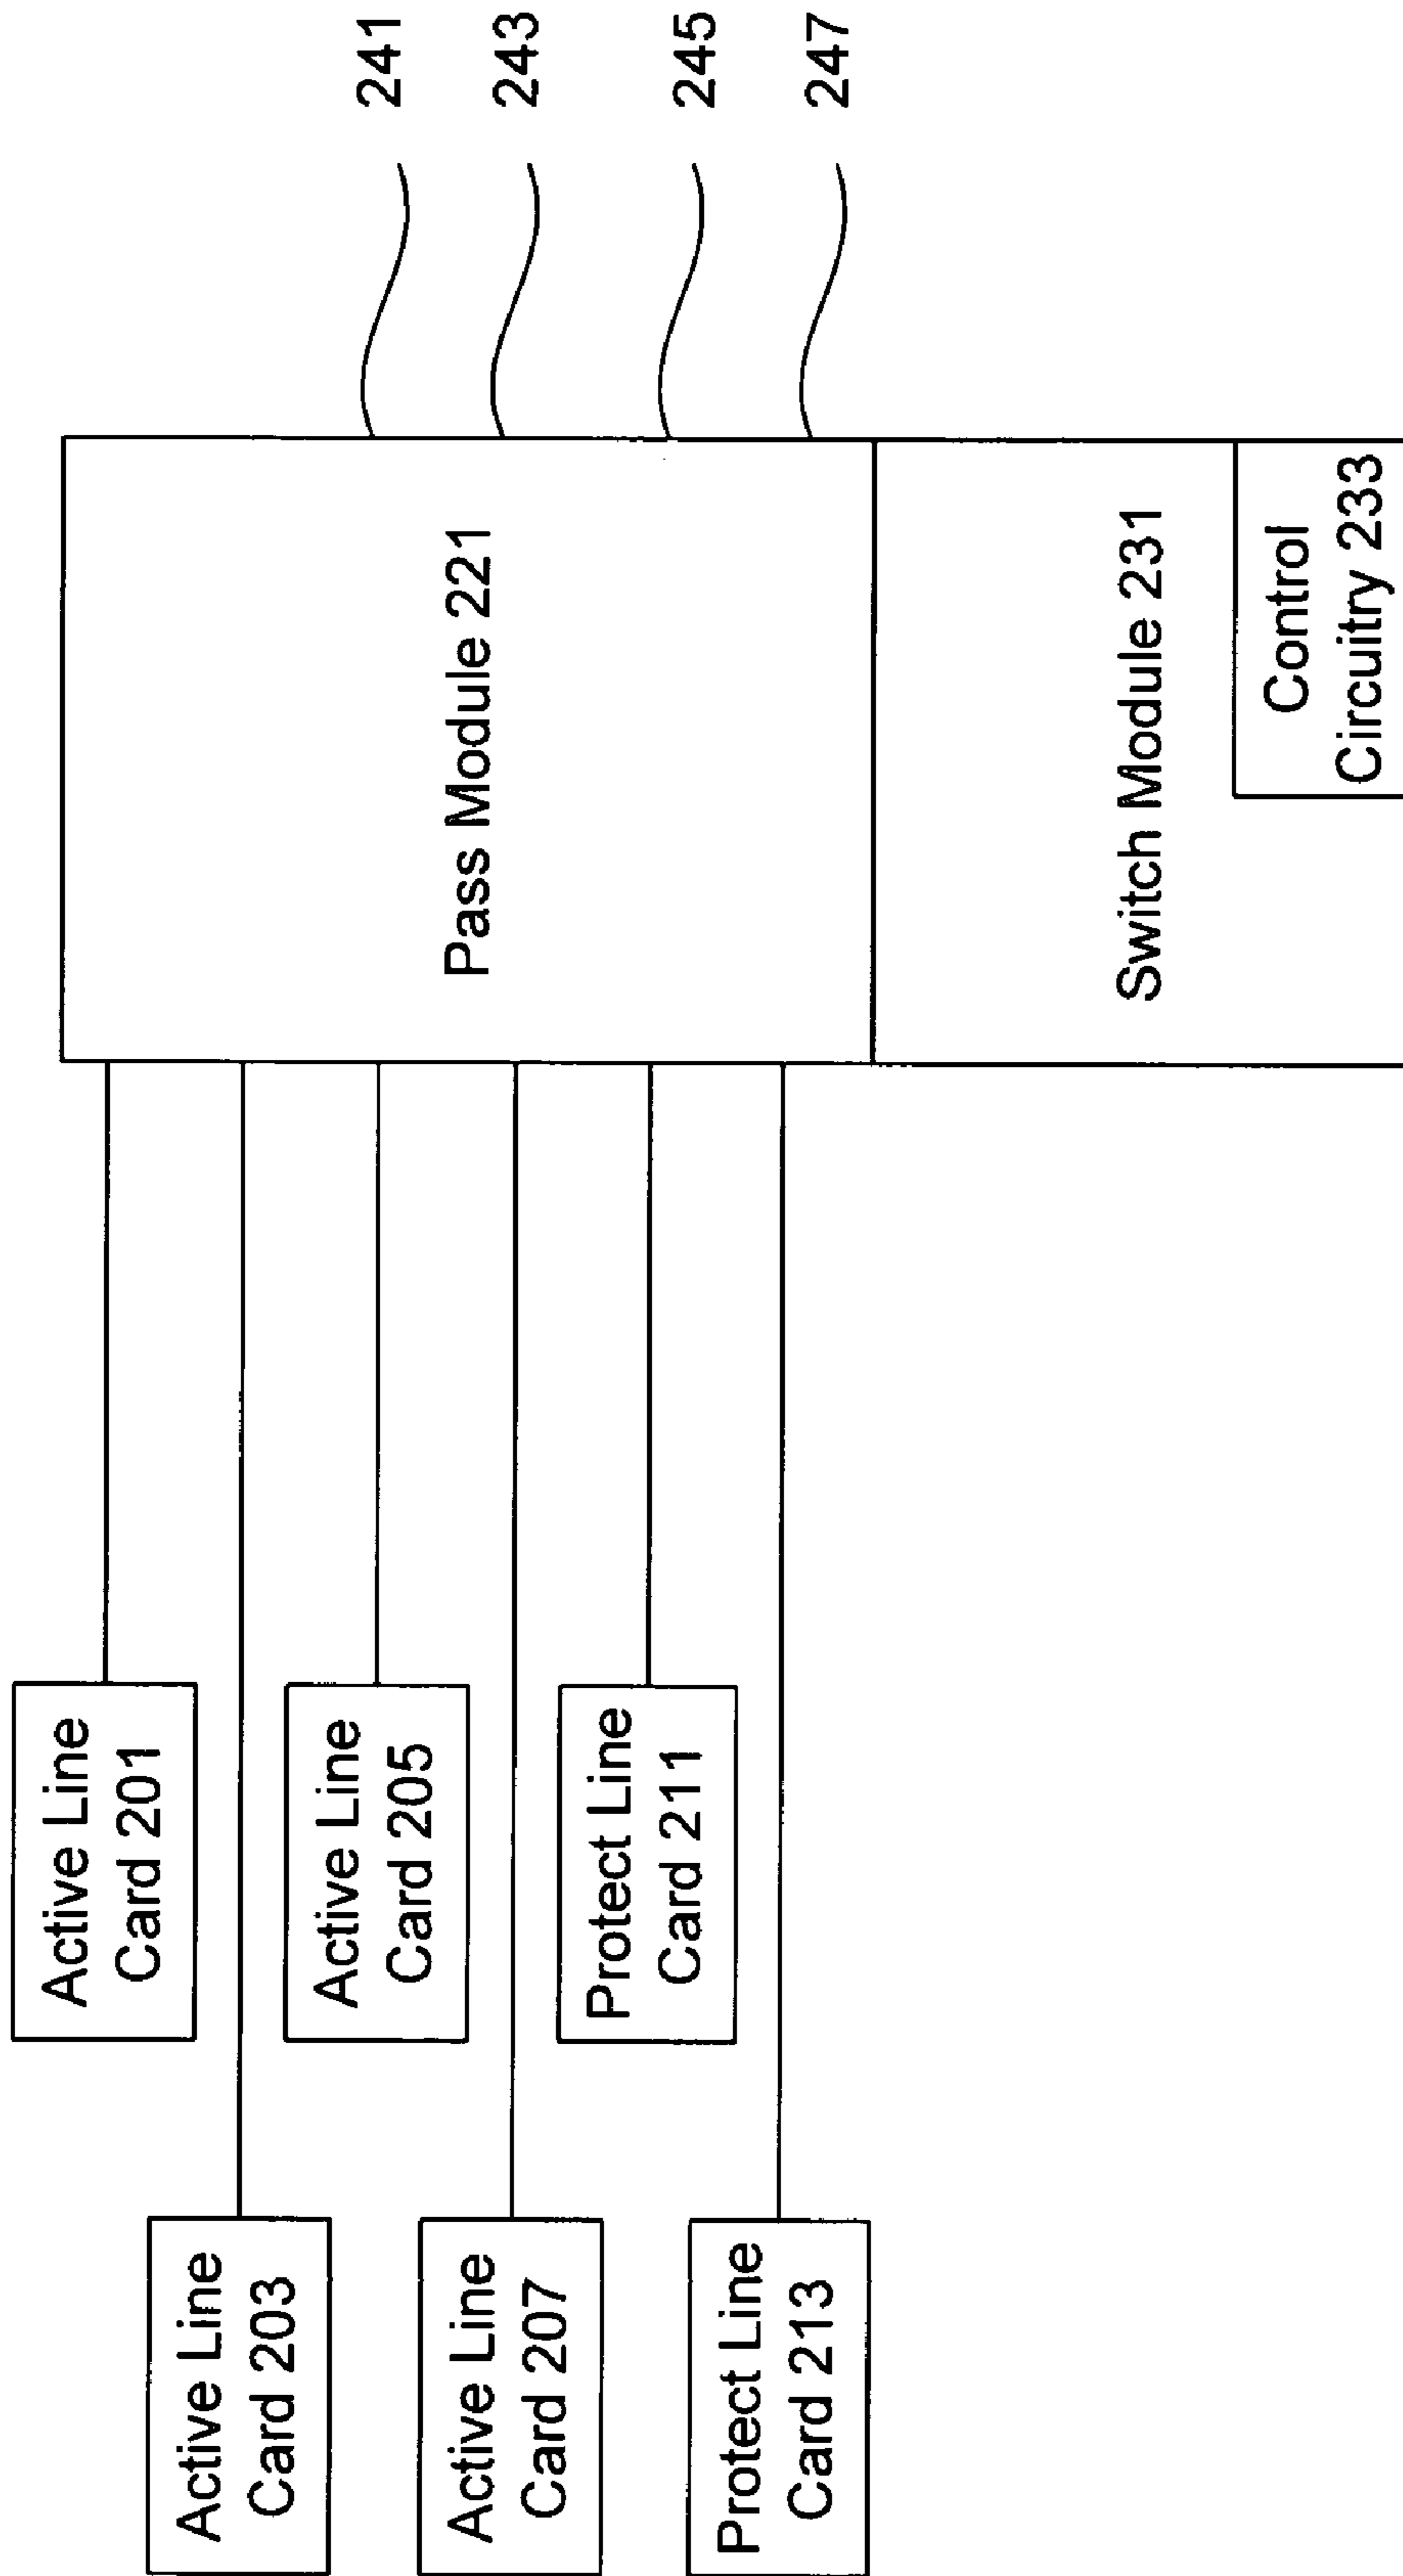 Active Line
Card 201
Active Line
Card 203
Active Line
Card 205
Active Line
Card 207
Protect Line
Card 211
Protect Line
Card 213
Pass Module 221
Switch Module 231
Control
Circuitry 233
241
243
245
247